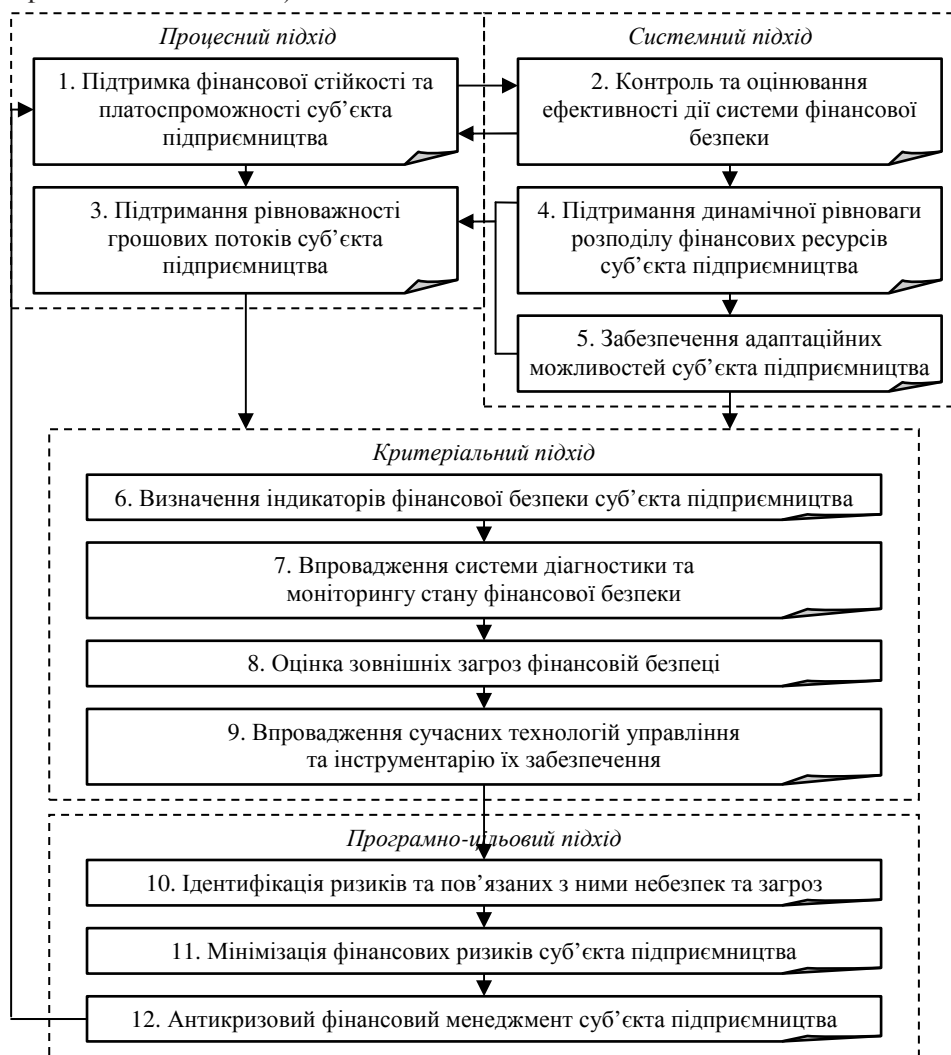 Процесний підхід
Системний підхід
1. Підтримка фінансової стійкості та
платоспроможності суб’єкта
підприємництва
2. Контроль та оцінювання
ефективності дії системи фінансової
безпеки
3. Підтримання рівноважності
грошових потоків суб’єкта
підприємництва
4. Підтримання динамічної рівноваги
розподілу фінансових ресурсів
суб’єкта підприємництва
5. Забезпечення адаптаційних
можливостей суб’єкта підприємництва
Критеріальний підхід
6. Визначення індикаторів фінансової безпеки суб’єкта підприємництва
7. Впровадження системи діагностики та
моніторингу стану фінансової безпеки
8. Оцінка зовнішніх загроз фінансовій безпеці
9. Впровадження сучасних технологій управління
та інструментарію їх забезпечення
Програмно-цільовий підхід
10. Ідентифікація ризиків та пов’язаних з ними небезпек та загроз
11. Мінімізація фінансових ризиків суб’єкта підприємництва
12. Антикризовий фінансовий менеджмент суб’єкта підприємництва